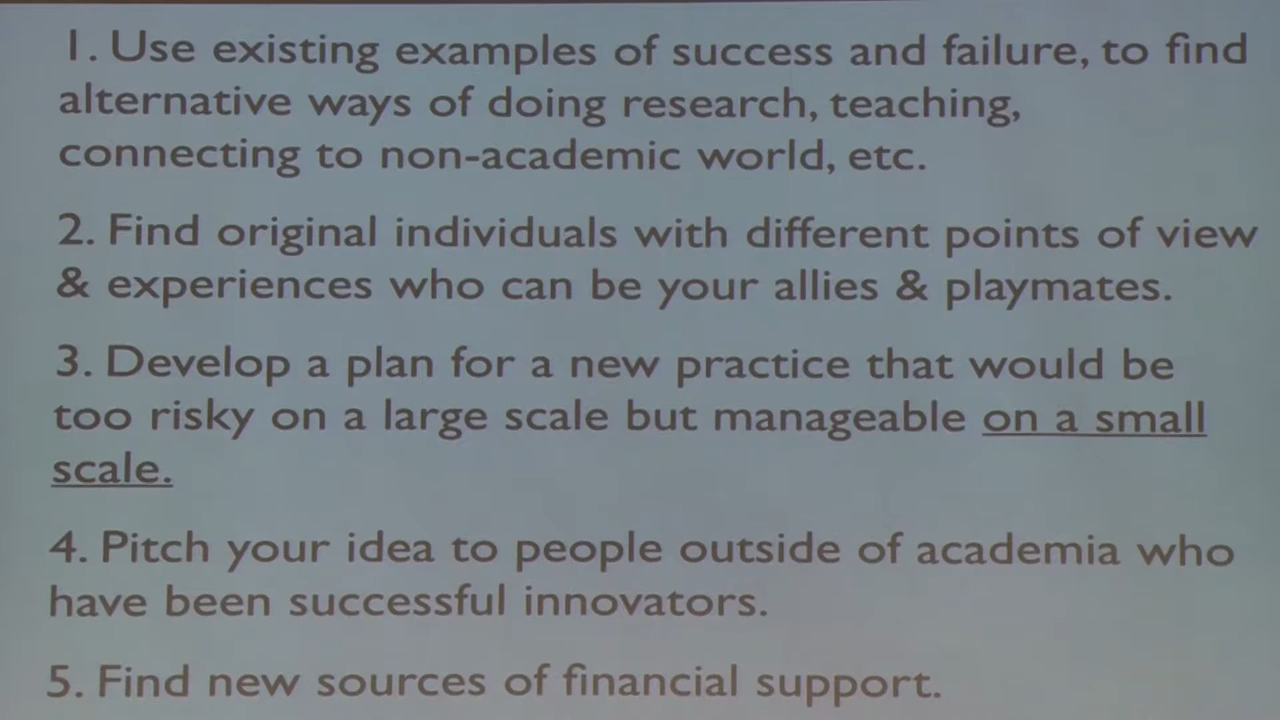 1. Use existing examples of success and failure, to find
alternative ways of doing research, teaching,
connecting to non-academic world, etc.
2. Find original individuals with different points of view
& experiences who can be your allies & playmates.
3. Develop a plan for a new practice that would be
too risky on a large scale but manageable on a small
scale.
4. Pitch your idea to people outside of academia who
have been successful innovators.
5. Find new sources of financial support.